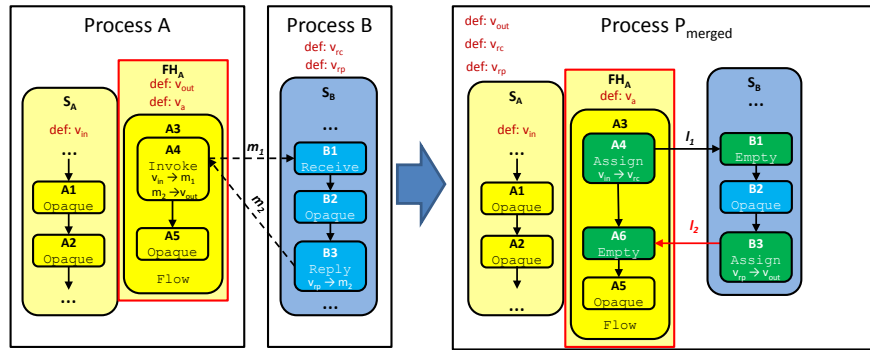 Process A
S_A
def: v_in
...
A1
Opaque
A2
Opaque
...
FH_A
def: v_out
def: v_a
A3
A4
Invoke
v_in → m_1
m_2 → v_out
A5
Opaque
Flow
m_1
m_2
Process B
def: v_rc
def: v_rp
S_B
...
B1
Receive
B2
Opaque
B3
Reply
v_rp → m_2
...
Process P_merged
def: v_out
def: v_rc
def: v_rp
S_A
def: v_in
...
A1
Opaque
A2
Opaque
...
FH_A
def: v_a
A3
A4
Assign
v_in → v_rc
A6
Empty
A5
Opaque
Flow
l_1
l_2
S_B
...
B1
Empty
B2
Opaque
B3
Assign
v_rp → v_out
...